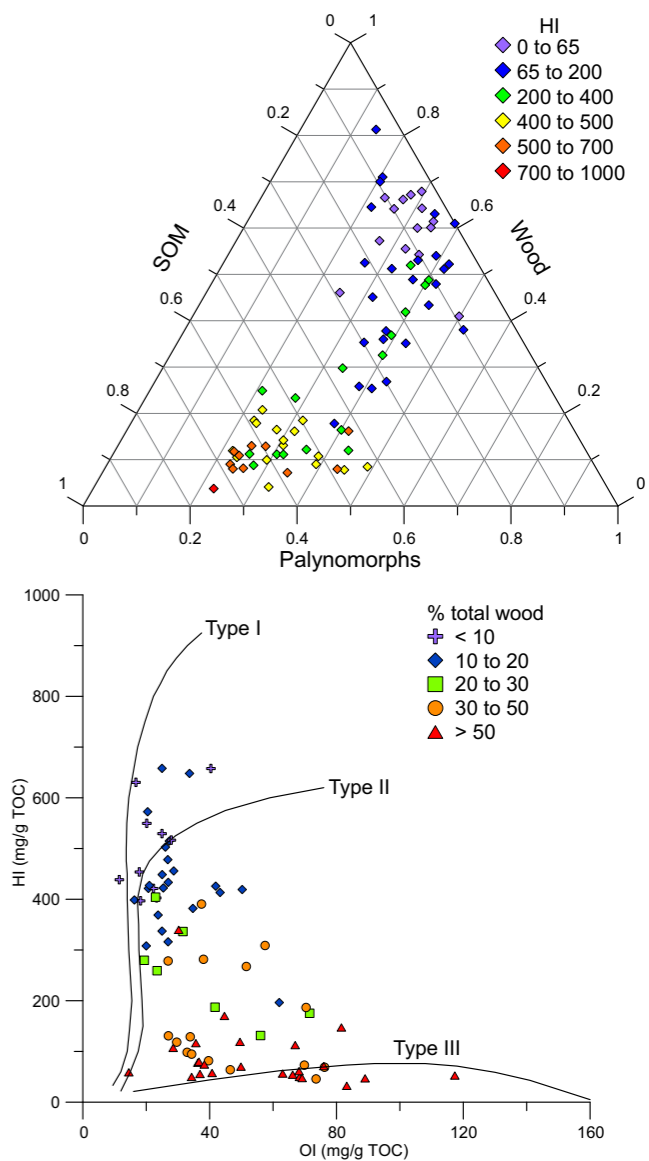 0 1
HI
0 to 65
65 to 200
200 to 400
400 to 500
500 to 700
700 to 1000
0.2 0.8
0.4 0.6
SOM Wood
0.6 0.4
0.8 0.2
1 0
0 0.2 0.4 0.6 0.8 1
Palynomorphs
1000
% total wood
Type I
< 10
10 to 20
800
20 to 30
30 to 50
> 50
600
Type II
HI (mg/g TOC)
400
200
Type III
0
0 40 80 120 160
OI (mg/g TOC)